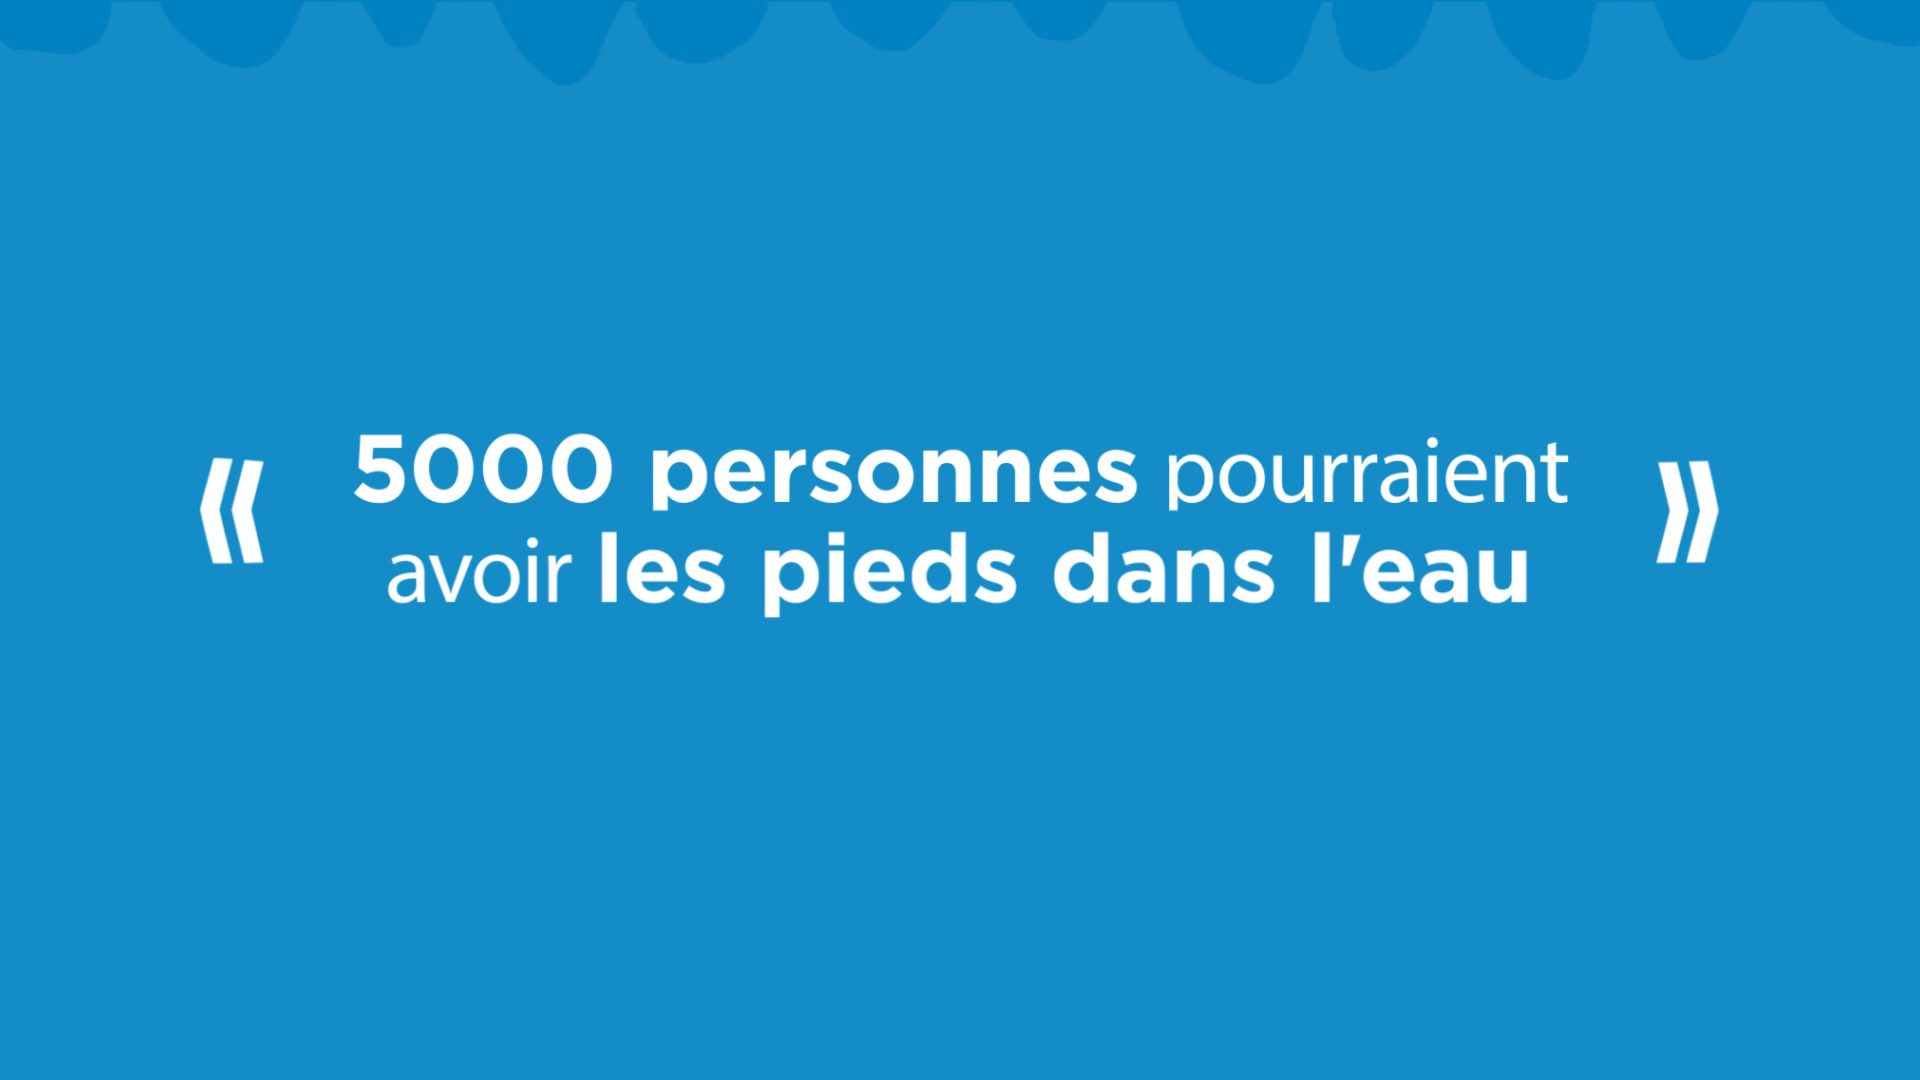 « 5000 personnes pourraient »
avoir les pieds dans l'eau